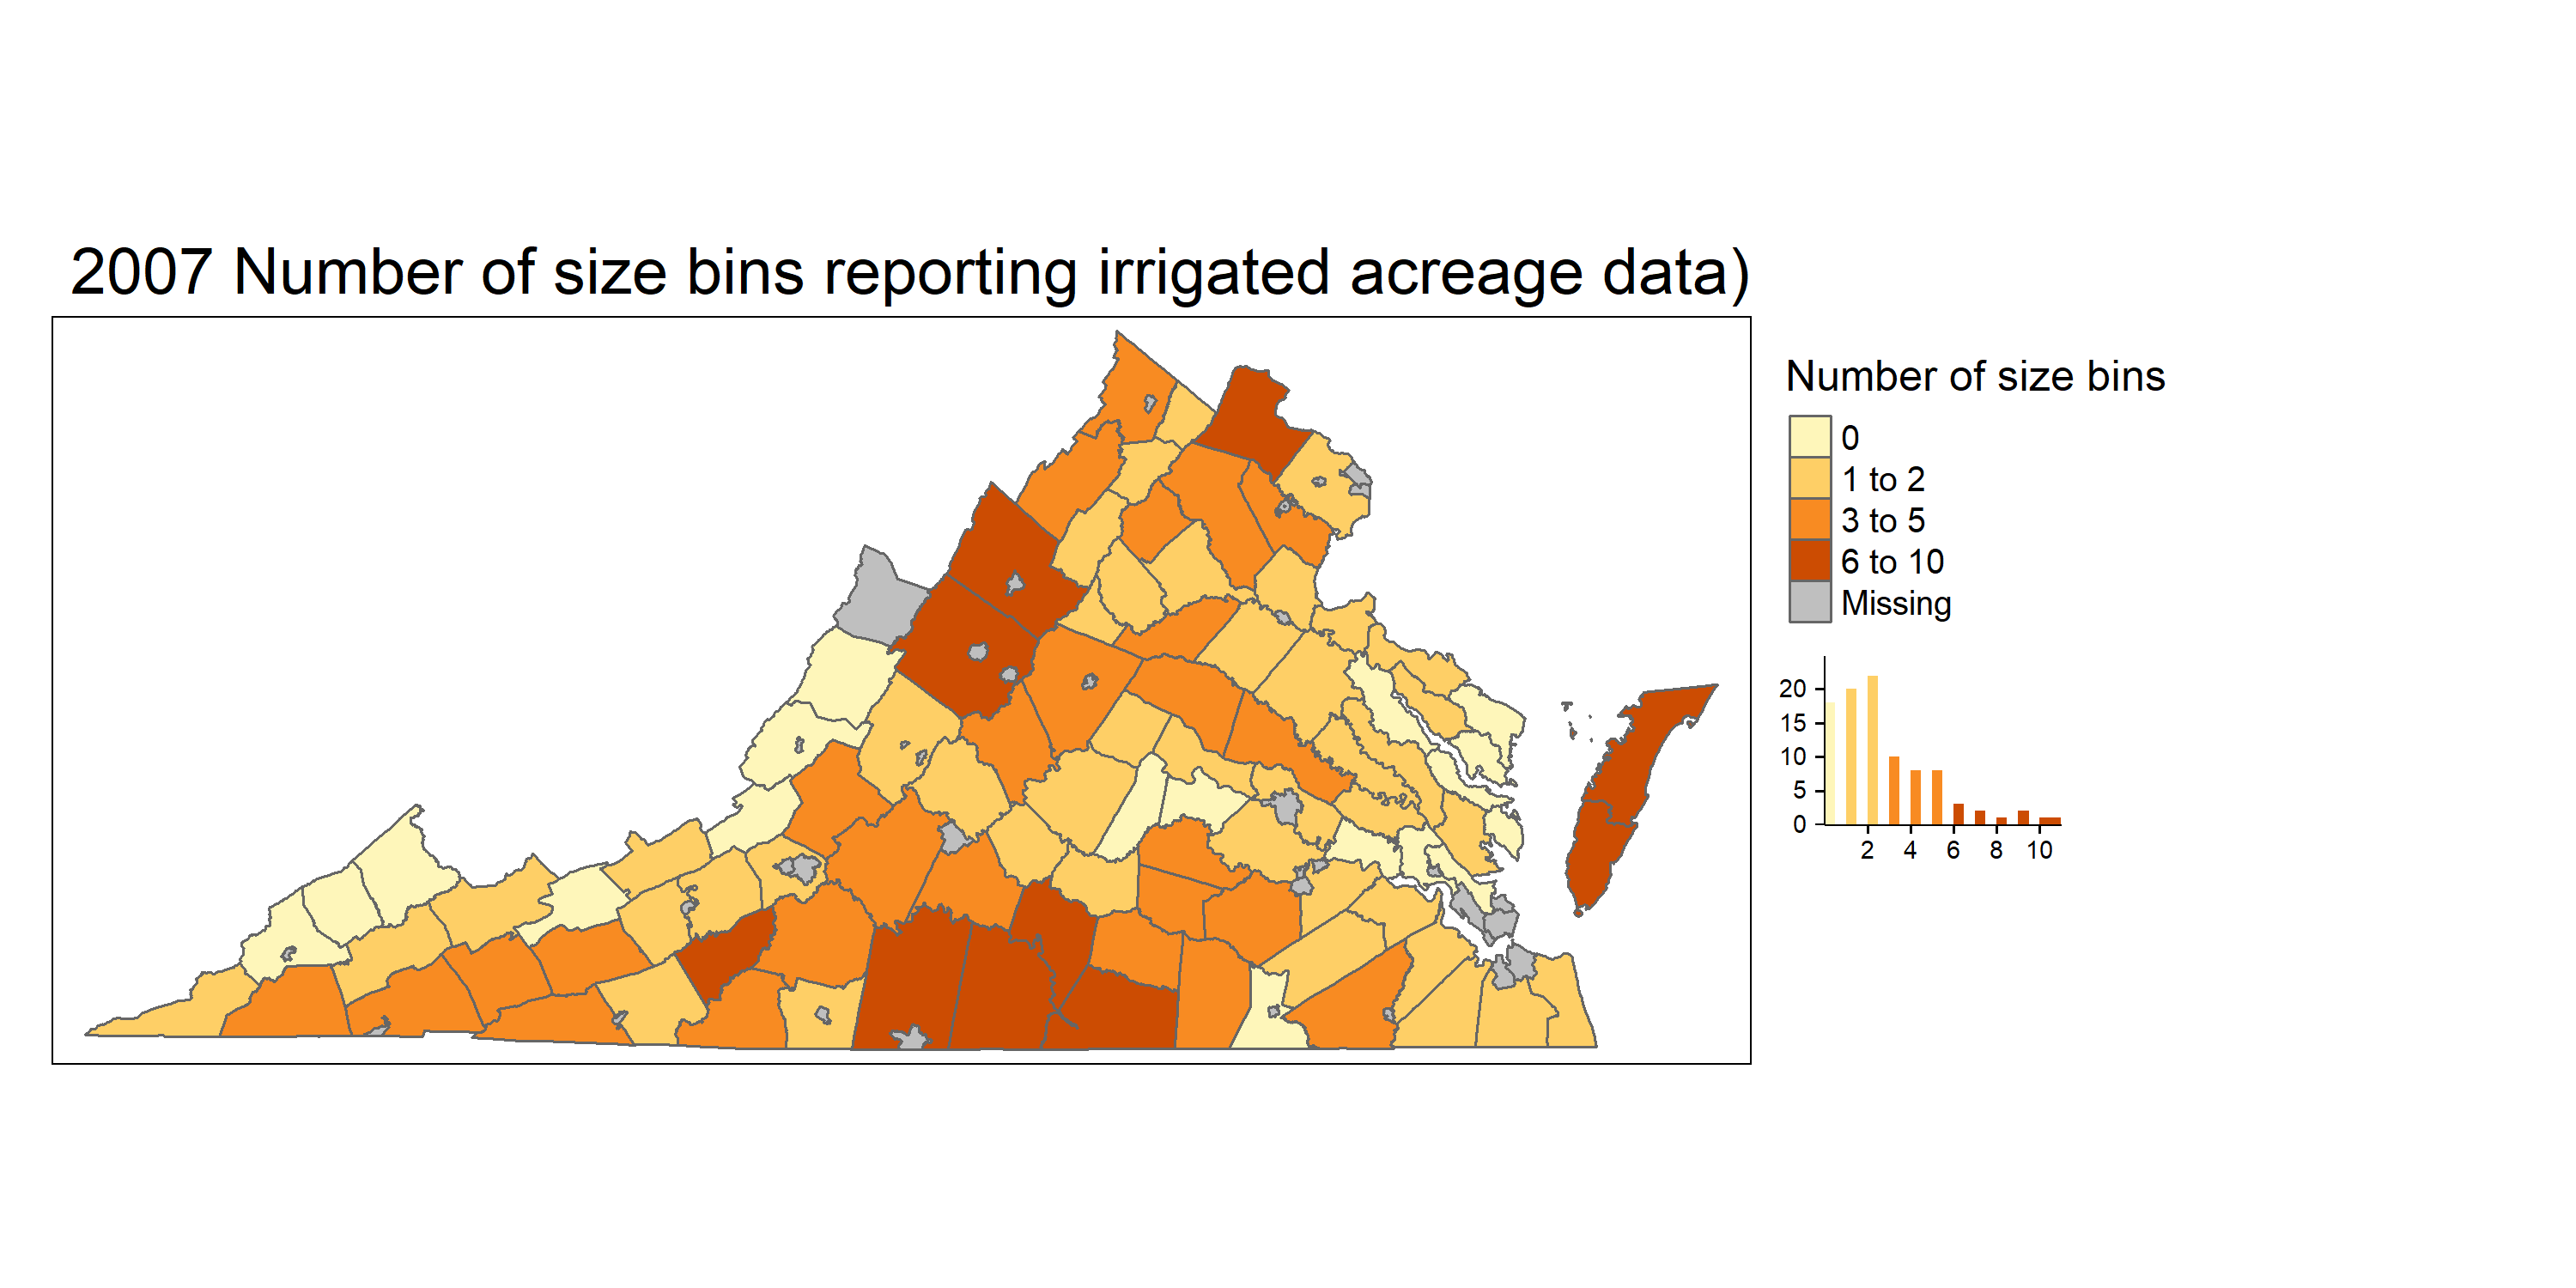 2007 Number of size bins reporting irrigated acreage data)
Number of size bins
0
1 to 2
3 to 5
6 to 10
Missing
20
15
10
5
0
2 4 6 8 10